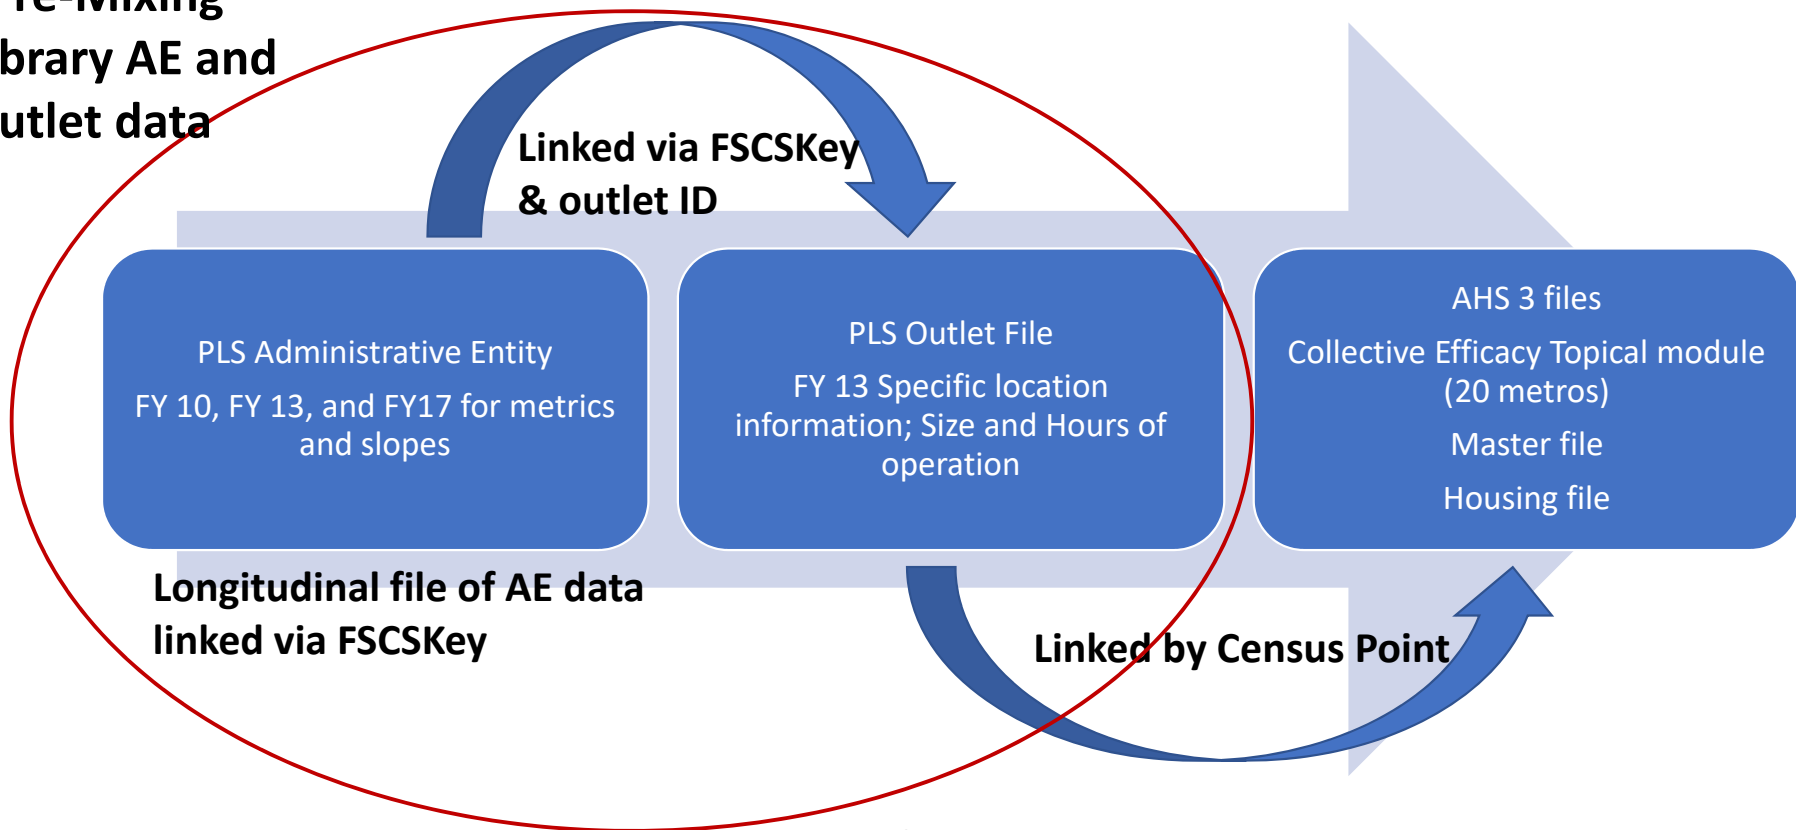 re-Mixing
brary AE and
utlet data
Linked via FSCSKey
& outlet ID
PLS Administrative Entity
FY 10, FY 13, and FY17 for metrics
and slopes
PLS Outlet File
FY 13 Specific location
information; Size and Hours of
operation
AHS 3 files
Collective Efficacy Topical module
(20 metros)
Master file
Housing file
Longitudinal file of AE data
linked via FSCSKey
Linked by Census Point